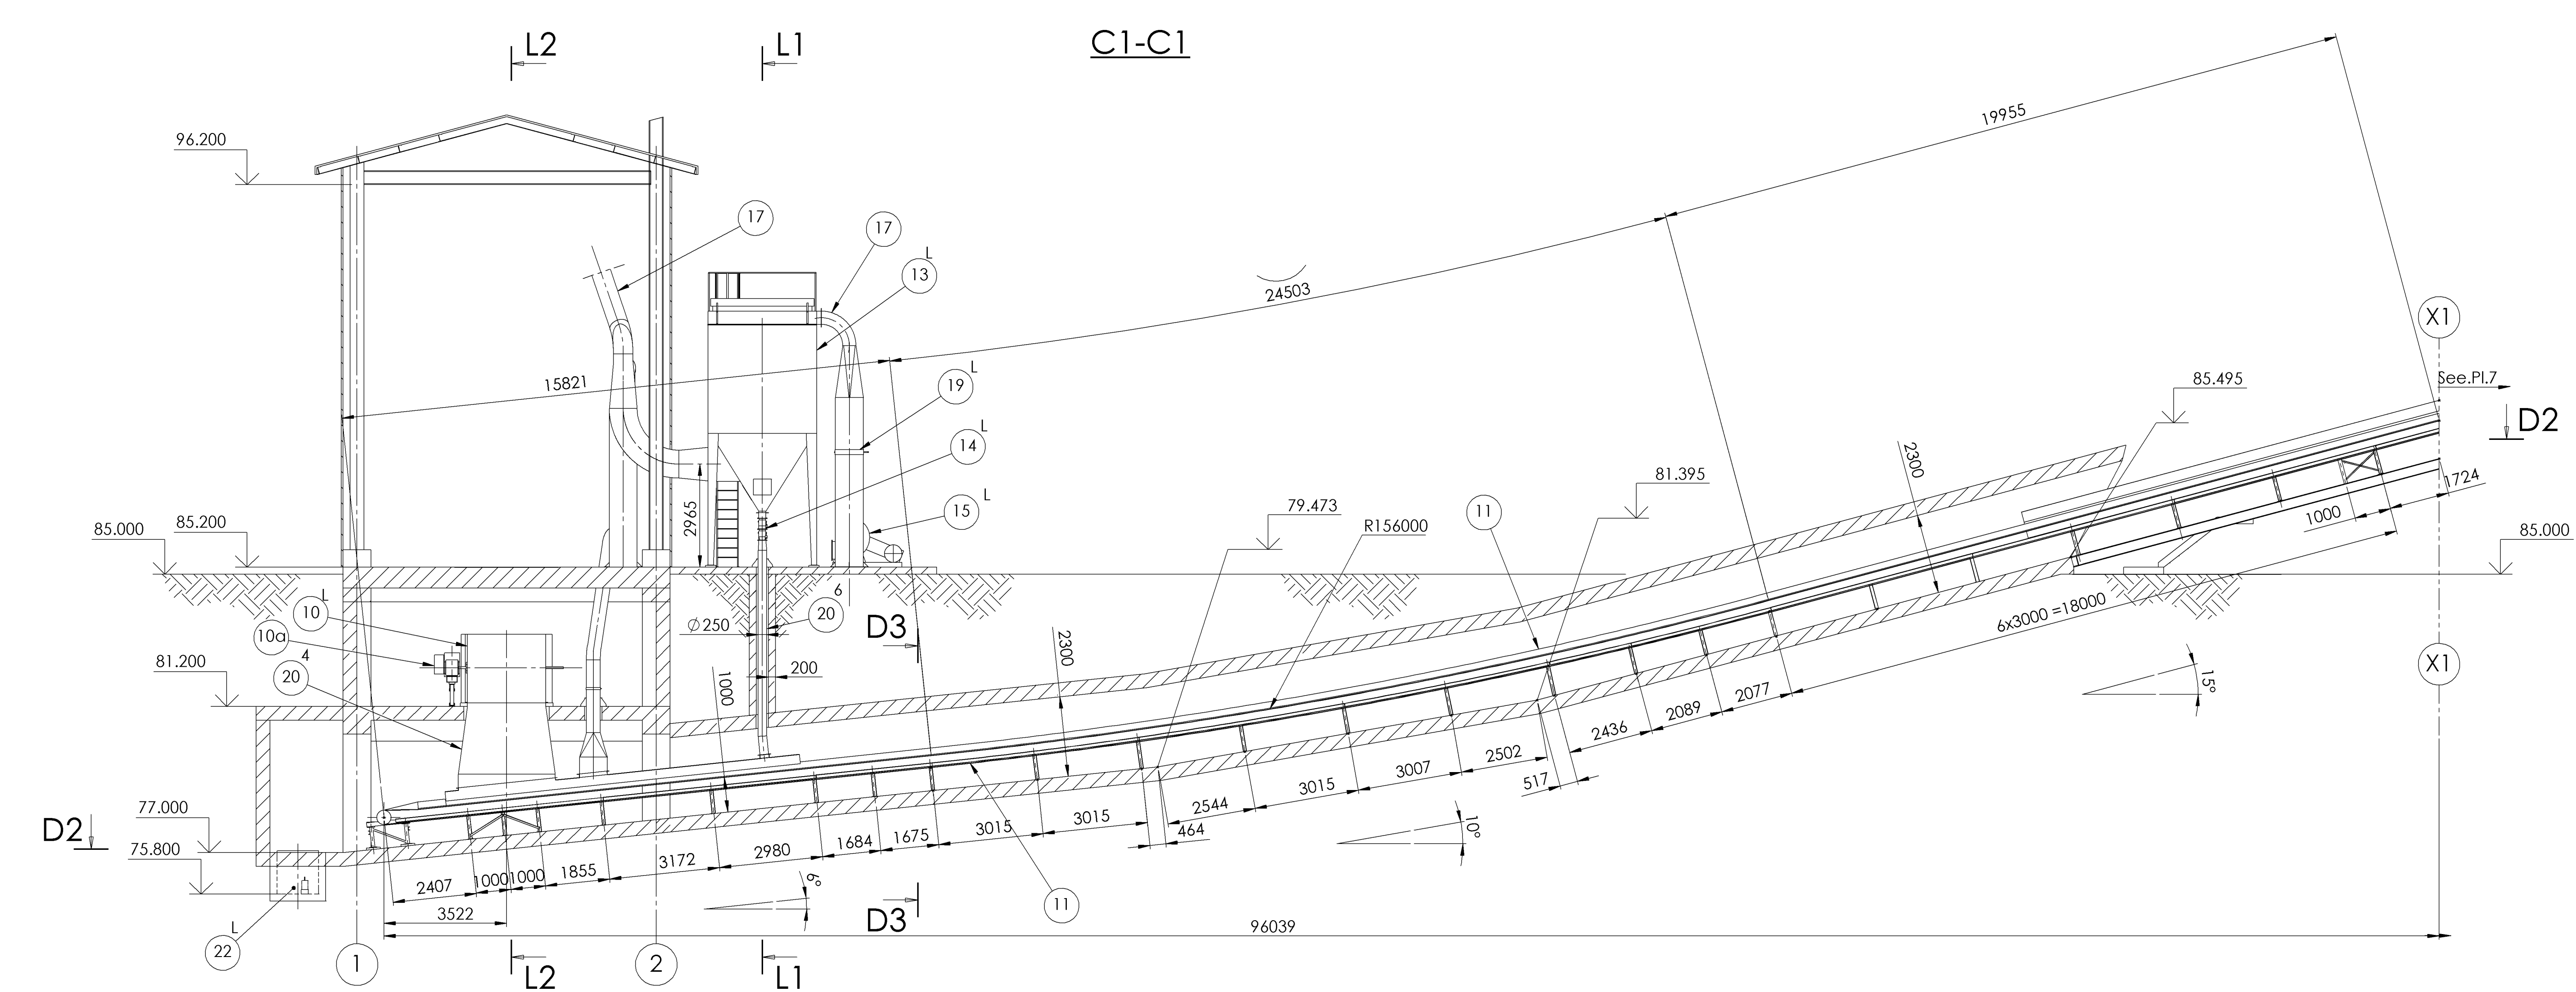 L2
L1
C1-C1
19955
96.200
17
17
L
13
24503
X1
15821
L
19
85.495
See.Pl.7
D2
L
14
2300
81.395
1724
85.000
85.200
2965
L
15
79.473
R156000
11
1000
85.000
L
10
6
20
10a
Ø250
D3
2300
6x3000 =18000
4
20
81.200
200
1000
X1
15°
2077
2089
2436
2502
517
3007
3015
2544
464
10°
77.000
D2
75.800
3015
3015
1675
1684
2980
3172
1855
1000
1000
2407
6°
3522
11
D3
96039
L
22
1
2
L2
L1